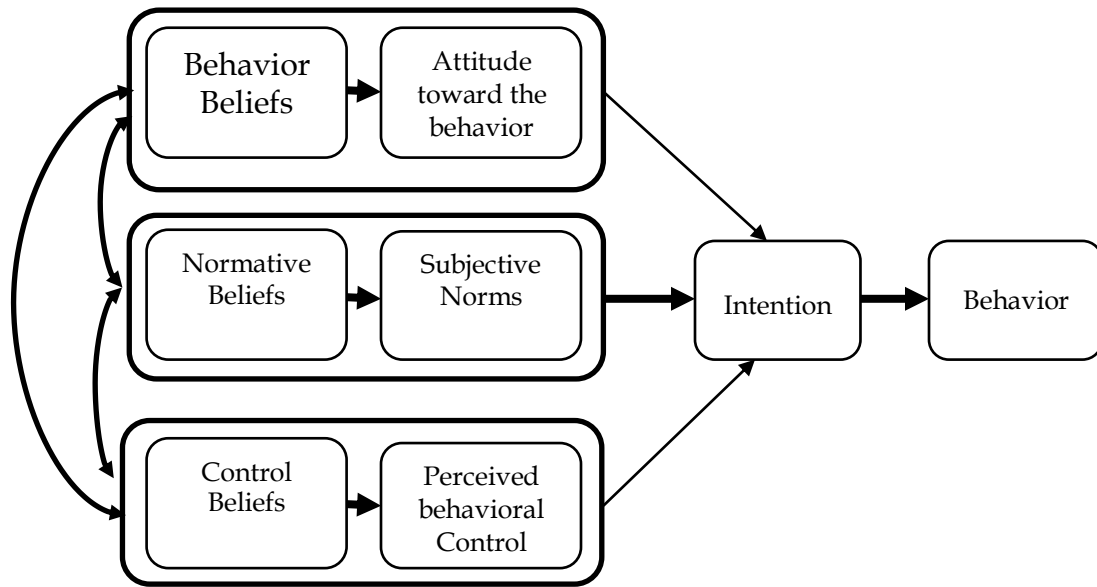 Behavior
Beliefs
Attitude
toward the
behavior
Normative
Beliefs
Subjective
Norms
Intention
Behavior
Control
Beliefs
Perceived
behavioral
Control